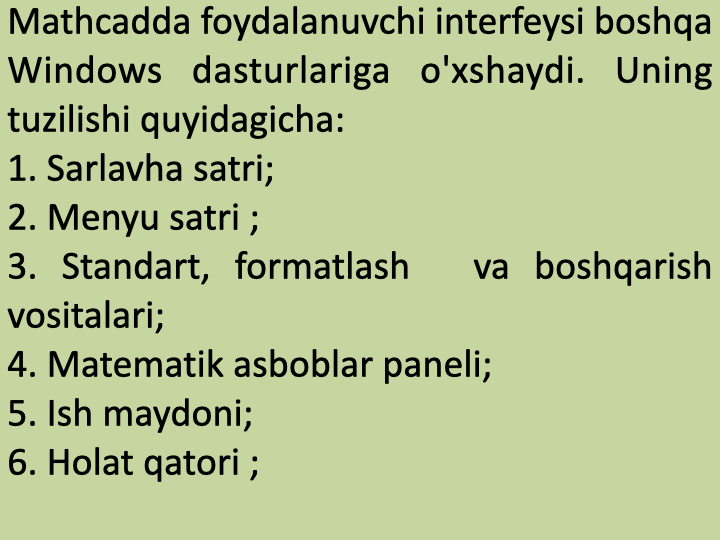 Mathcadda foydalanuvchi interfeysi boshqa
Windows dasturlariga o'xshaydi. Uning
tuzilishi quyidagicha:
1. Sarlavha satri;
2. Menyu satri ;
3. Standart, formatlash va boshqarish
vositalari;
4. Matematik asboblar paneli;
5. Ish maydoni;
6. Holat qatori ;